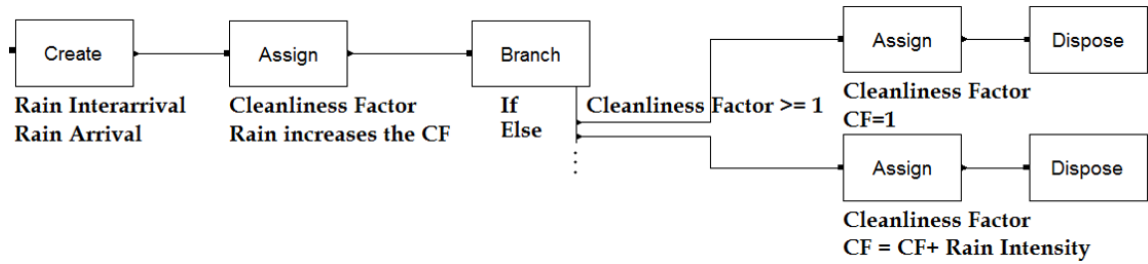 Create
Rain Interarrival
Rain Arrival
Assign
Cleanliness Factor
Rain increases the CF
Branch
If
Else
Cleanliness Factor >= 1
Assign
Cleanliness Factor
CF=1
Dispose
Assign
Cleanliness Factor
CF = CF+ Rain Intensity
Dispose